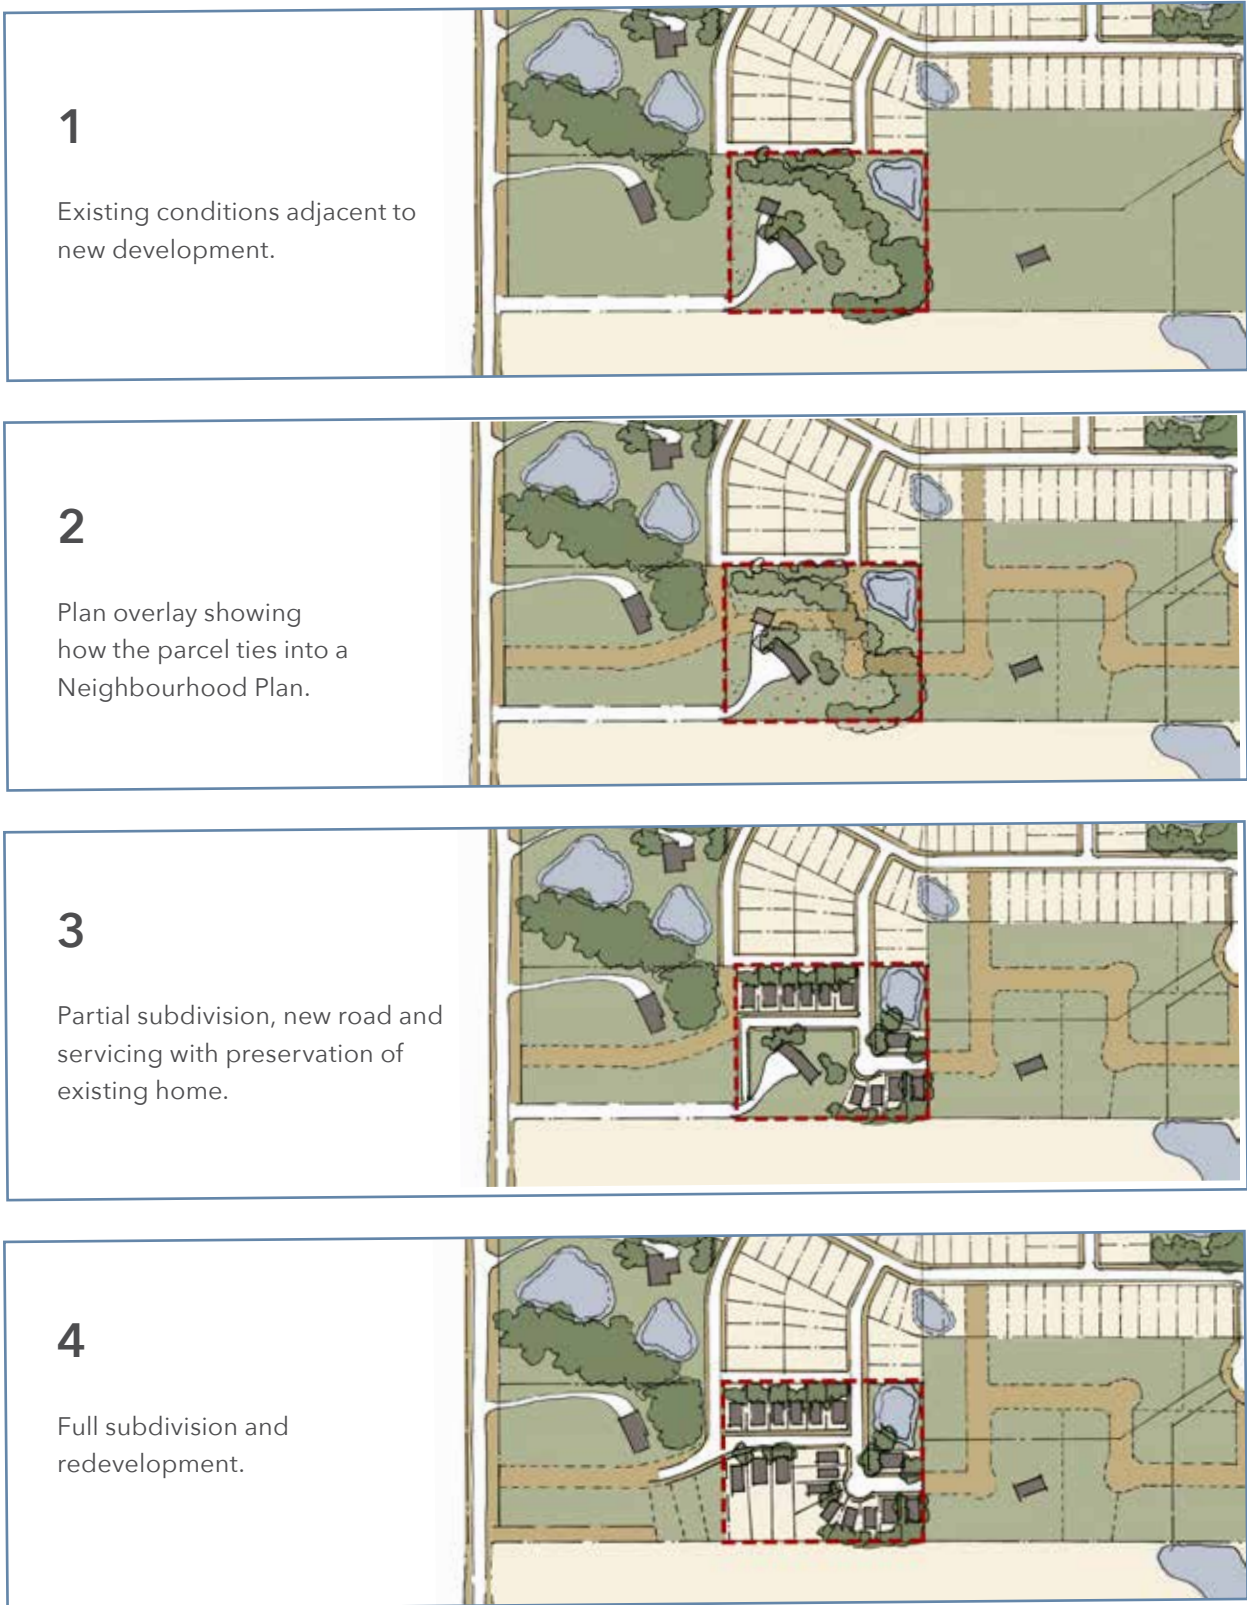 1
Existing conditions adjacent to
new development.
2
Plan overlay showing
how the parcel ties into a
Neighbourhood Plan.
3
Partial subdivision, new road and
servicing with preservation of
existing home.
4
Full subdivision and
redevelopment.